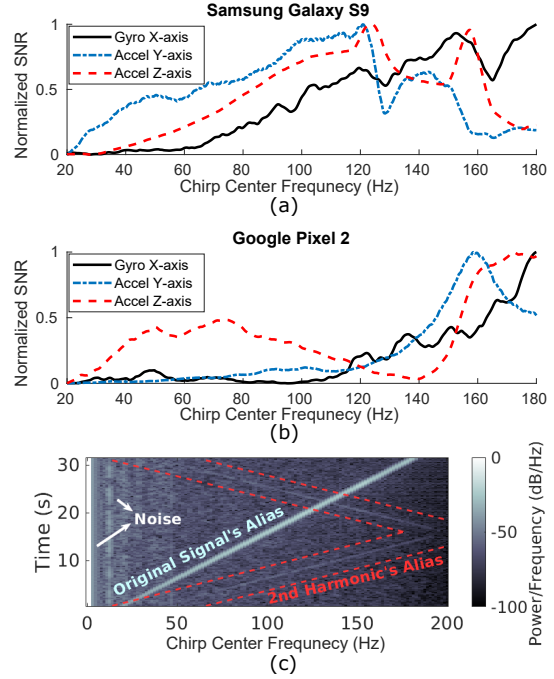 Samsung Galaxy S9
Normalized SNR
1
0.5
0
Gyro X-axis
Accel Y-axis
Accel Z-axis
20 40 60 80 100 120 140 160 180
Chirp Center Frequnecy (Hz)
(a)
Google Pixel 2
Normalized SNR
1
0.5
0
Gyro X-axis
Accel Y-axis
Accel Z-axis
20 40 60 80 100 120 140 160 180
Chirp Center Frequnecy (Hz)
(b)
Time (s)
30
20
10
Noise
Original Signal's Alias
2nd Harmonic's Alias
0 50 100 150 200
Chirp Center Frequnecy (Hz)
0
-50
-100
Power/Frequency (dB/Hz)
(c)